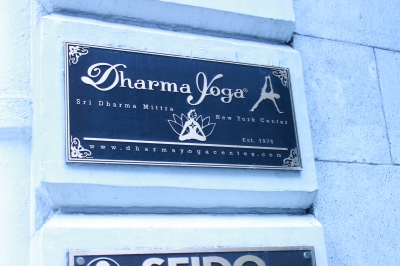 Dharma Yoga®
Sri Dharma Mittra
New York Center
Est. 1975
www.dharmayogacenter.com
SEIDO